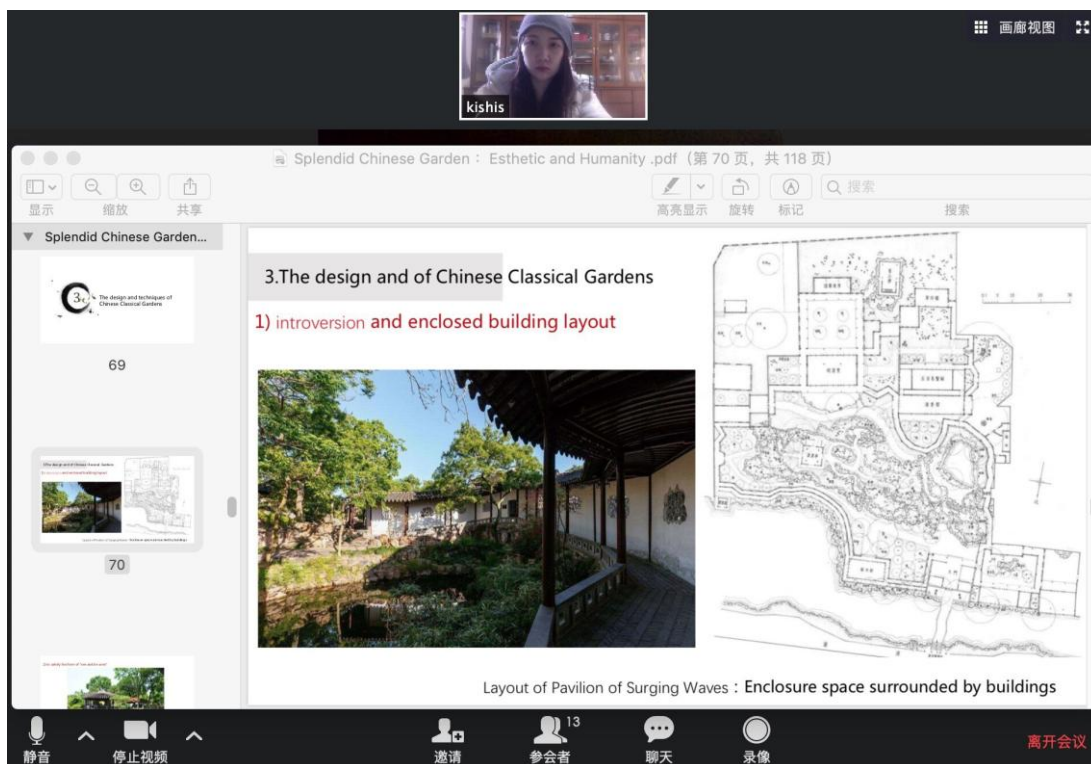 画廊视图
kishis
Splendid Chinese Garden： Esthetic and Humanity .pdf（第 70 页，共 118 页）
显示
缩放
共享
高亮显示
旋转
标记
搜索
搜索
Splendid Chinese Garden...
3
The design and techniques of
Chinese Classical Gardens
69
70
3.The design and of Chinese Classical Gardens
1) introversion and enclosed building layout
Layout of Pavilion of Surging Waves：Enclosure space surrounded by buildings
静音
停止视频
邀请
13
参会者
聊天
录像
离开会议